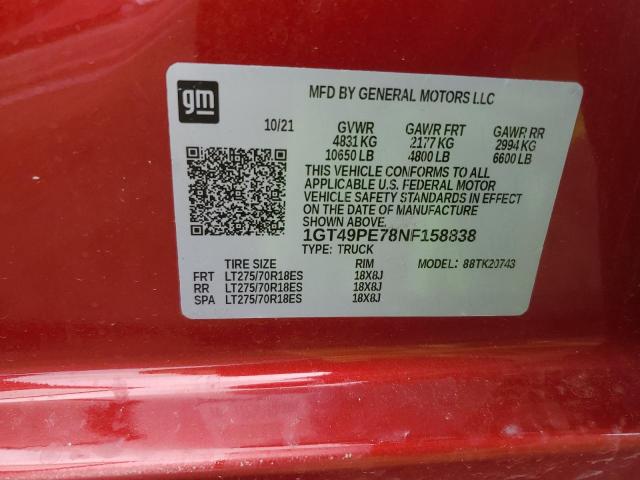 gm
MFD BY GENERAL MOTORS LLC
10/21 GVWR GAWR FRT GAWR RR
4831 KG 2177 KG 2994 KG
10650 LB 4800 LB 6600 LB
THIS VEHICLE CONFORMS TO ALL
APPLICABLE U.S. FEDERAL MOTOR
VEHICLE SAFETY STANDARDS IN EFFECT
ON THE DATE OF MANUFACTURE SHOWN ABOVE.
1GT49PE78NF158838
TYPE: TRUCK MODEL: 88TK20743
TIRE SIZE RIM
FRT LT275/70R18ES 18X8J
RR LT275/70R18ES 18X8J
SPA LT275/70R18ES 18X8J